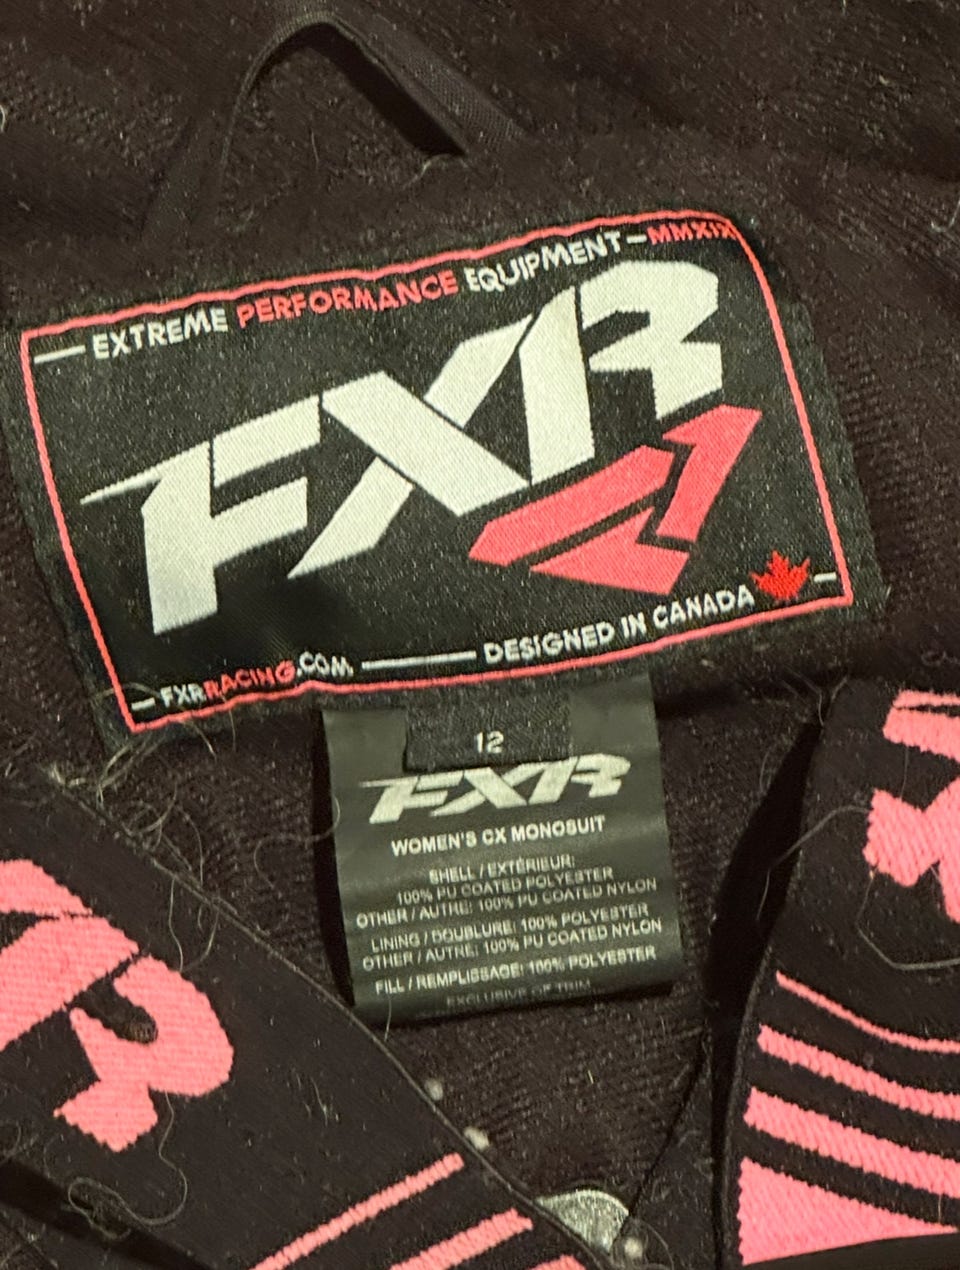 —EXTREME PERFORMANCE EQUIPMENT—MMXIX
FXR
—FXRRACING.COM — DESIGNED IN CANADA —
12
FXR
WOMEN'S CX MONOSUIT
SHELL / EXTÉRIEUR:
100% PU COATED POLYESTER
OTHER / AUTRE: 100% PU COATED NYLON
LINING / DOUBLURE: 100% POLYESTER
OTHER / AUTRE: 100% PU COATED NYLON
FILL / REMPLISSAGE: 100% POLYESTER
EXCLUSIVE OF TRIM